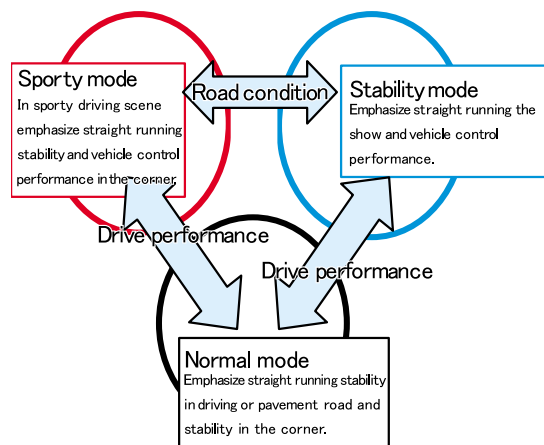 Sporty mode
In sporty driving scene
emphasize straight running
stability and vehicle control
performance in the corner.
Road condition
Stability mode
Emphasize straight running the
show and vehicle control
performance.
Drive performance
Drive performance
Normal mode
Emphasize straight running stability
in driving or pavement road and
stability in the corner.